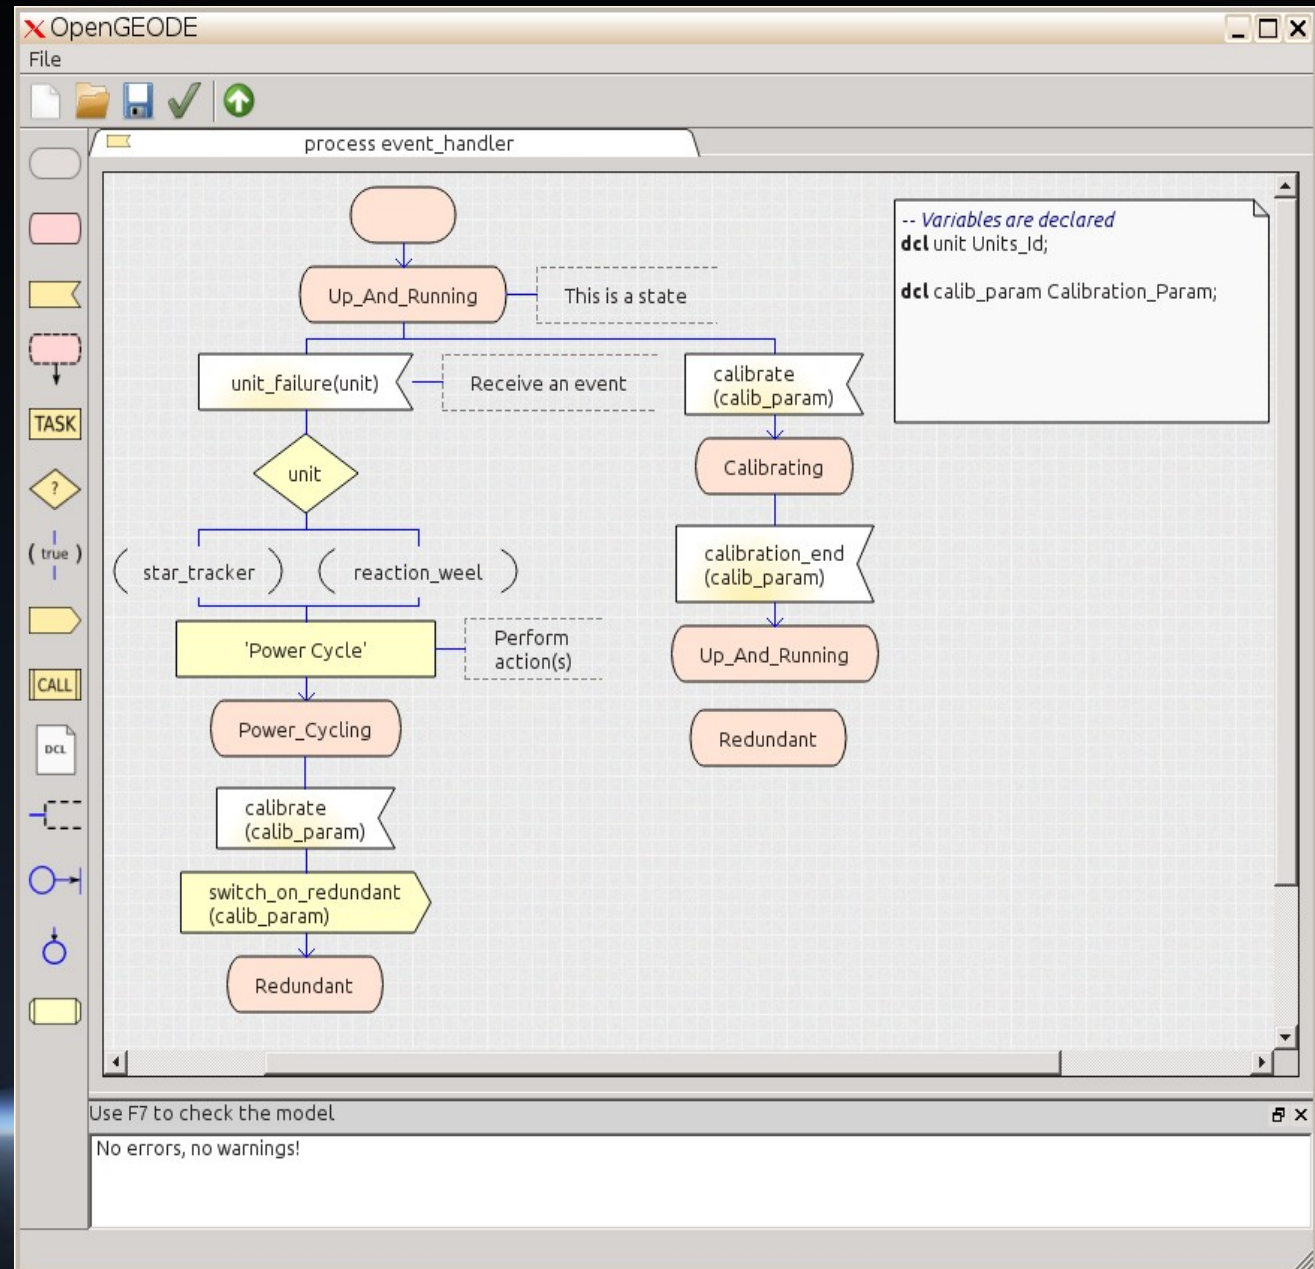 OpenGEODE
File
process event_handler
-- Variables are declared
dcl unit Units_Id;
dcl calib_param Calibration_Param;
Up_And_Running
This is a state
unit_failure(unit)
Receive an event
calibrate
(calib_param)
unit
Calibrating
star_tracker
reaction_weel
calibration_end
(calib_param)
'Power Cycle'
Perform
action(s)
Up_And_Running
Power_Cycling
Redundant
calibrate
(calib_param)
switch_on_redundant
(calib_param)
Redundant
TASK
?
( true )
CALL
DCL
Use F7 to check the model
No errors, no warnings!